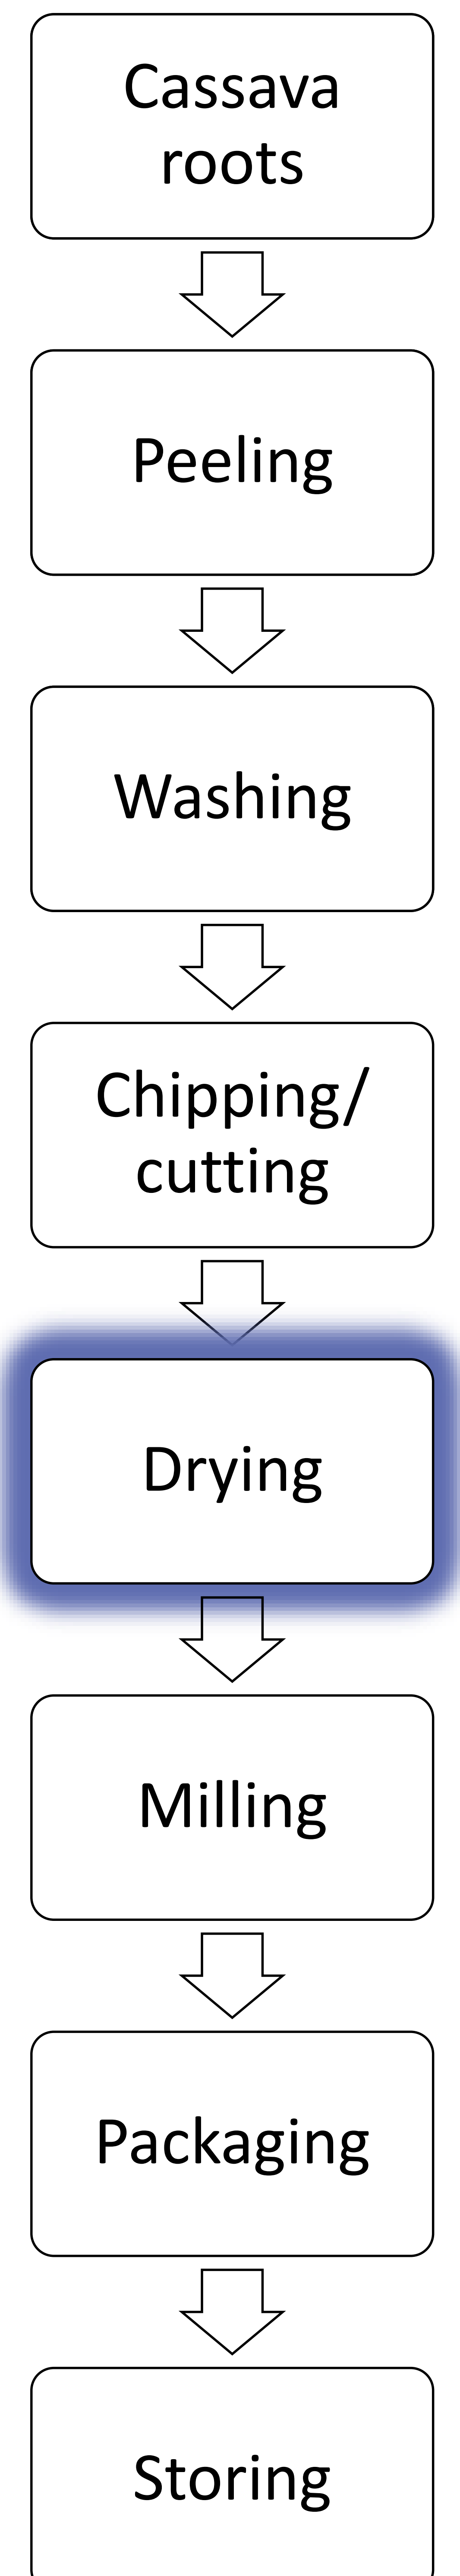 Cassava
roots
Peeling
Washing
Chipping/
cutting
Drying
Milling
Packaging
Storing